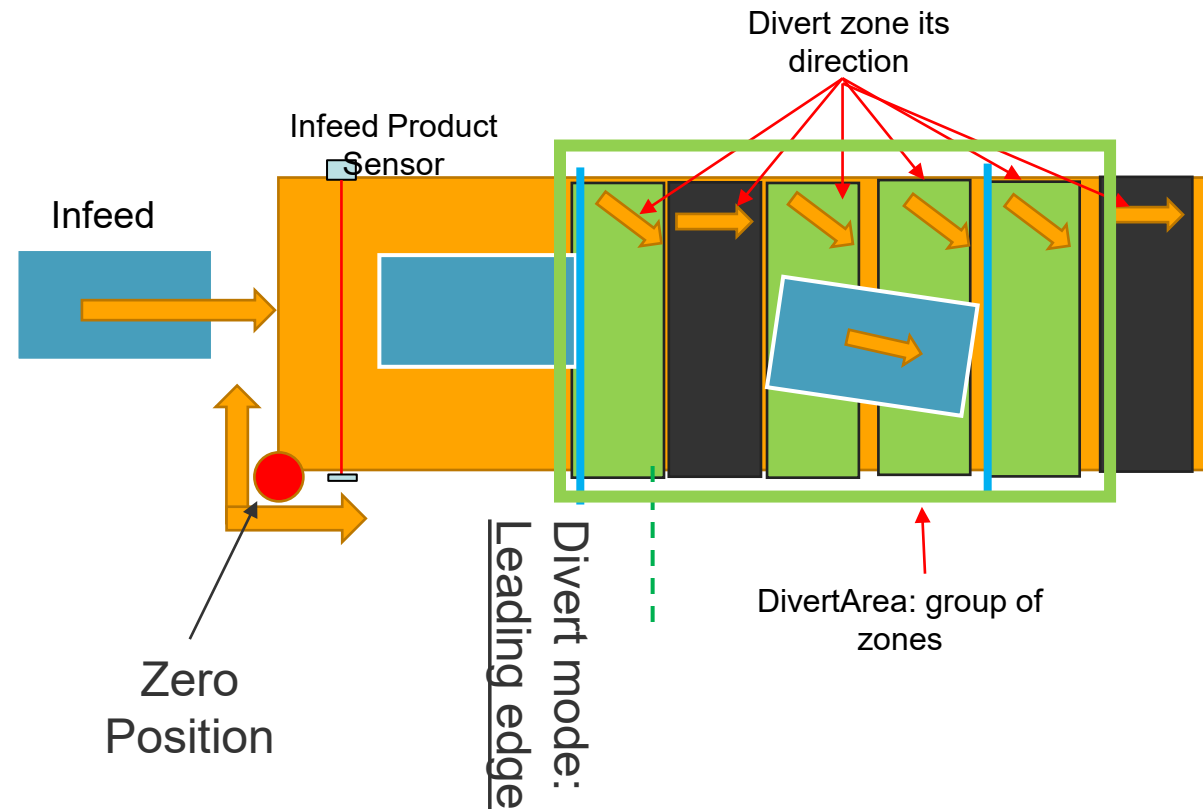 Divert zone its
direction
Infeed Product
Sensor
Infeed
DivertArea: group of
zones
Zero
Position
Divert mode:
Leading edge